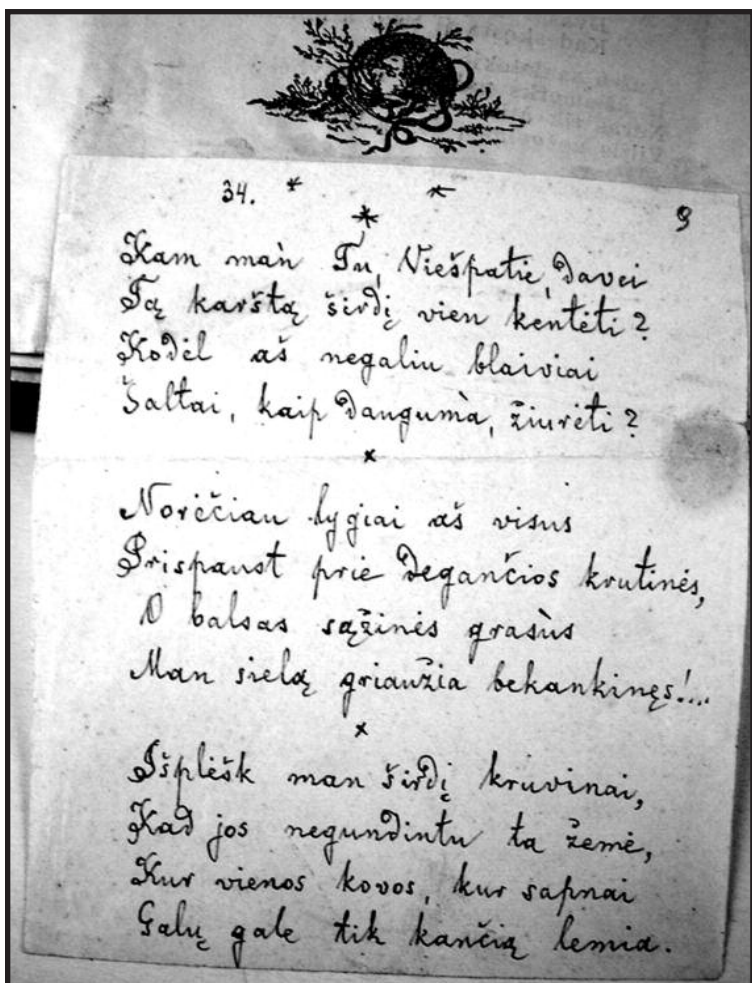 34. * * 9
*
Kam maǹ Tu, Viešpatie, davei
Tą karštą širdį vien kentėti?
Kodėl aš negaliu blaiviai
Šaltai, kaip dangumà, žiurėti?
×
Norėčiau lygiai aš visus
Prispaust prie degančios krutinės,
O balsas sąžinės grasùs
Man sielą griaužia bekankinęs!...
×
Išplėšk man širdį kruvinai,
Kad jos negundintu ta žemė,
Kur vienos kovos, kur sapnai
Galų gale tik kančią lemia.